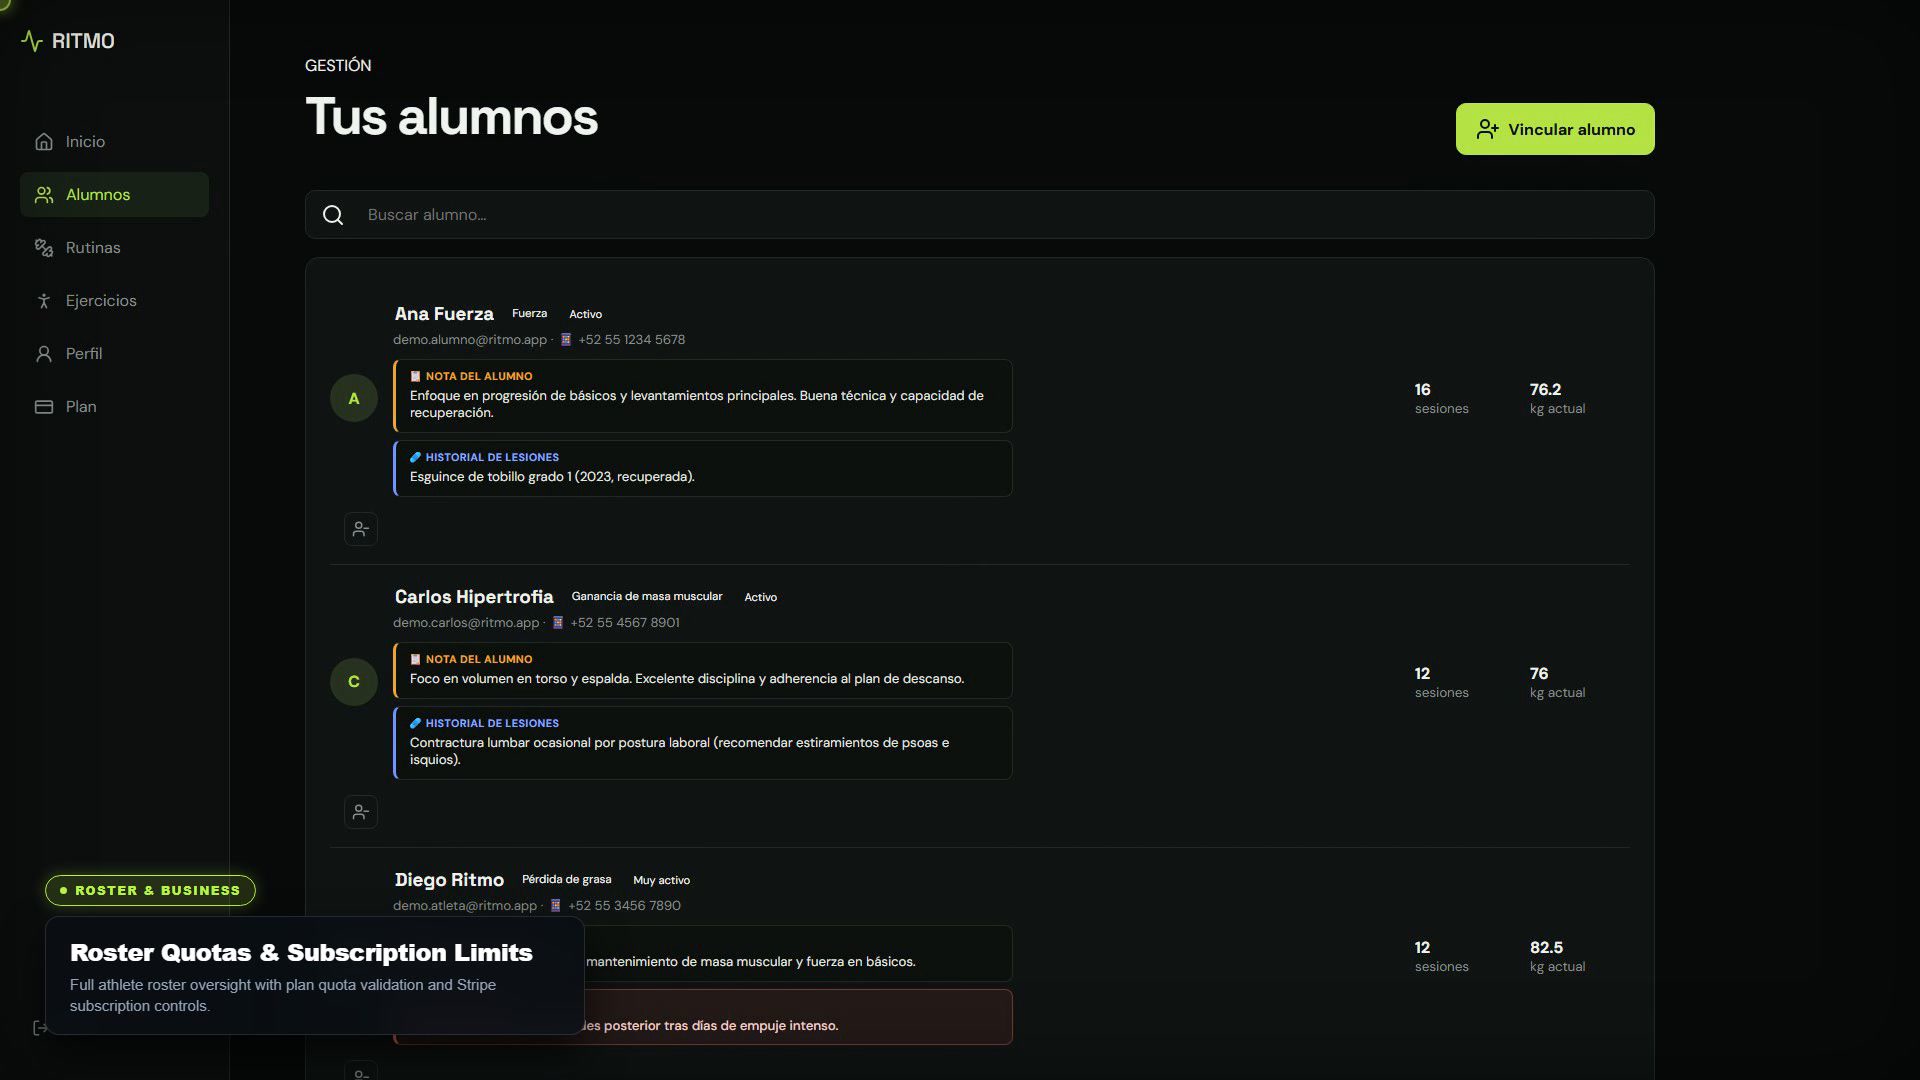 RITMO
Inicio
Alumnos
Rutinas
Ejercicios
Perfil
Plan
GESTIÓN
Tus alumnos
Vincular alumno
Buscar alumno...
Ana Fuerza Fuerza Activo
demo.alumno@ritmo.app · +52 55 1234 5678
A
NOTA DEL ALUMNO
Enfoque en progresión de básicos y levantamientos principales. Buena técnica y capacidad de
recuperación.
HISTORIAL DE LESIONES
Esguince de tobillo grado 1 (2023, recuperada).
16
sesiones
76.2
kg actual
Carlos Hipertrofia Ganancia de masa muscular Activo
demo.carlos@ritmo.app · +52 55 4567 8901
C
NOTA DEL ALUMNO
Foco en volumen en torso y espalda. Excelente disciplina y adherencia al plan de descanso.
HISTORIAL DE LESIONES
Contractura lumbar ocasional por postura laboral (recomendar estiramientos de psoas e
isquios).
12
sesiones
76
kg actual
Diego Ritmo Pérdida de grasa Muy activo
demo.atleta@ritmo.app · +52 55 3456 7890
mantenimiento de masa muscular y fuerza en básicos.
posterior tras días de empuje intenso.
12
sesiones
82.5
kg actual
ROSTER & BUSINESS
Roster Quotas & Subscription Limits
Full athlete roster oversight with plan quota validation and Stripe
subscription controls.